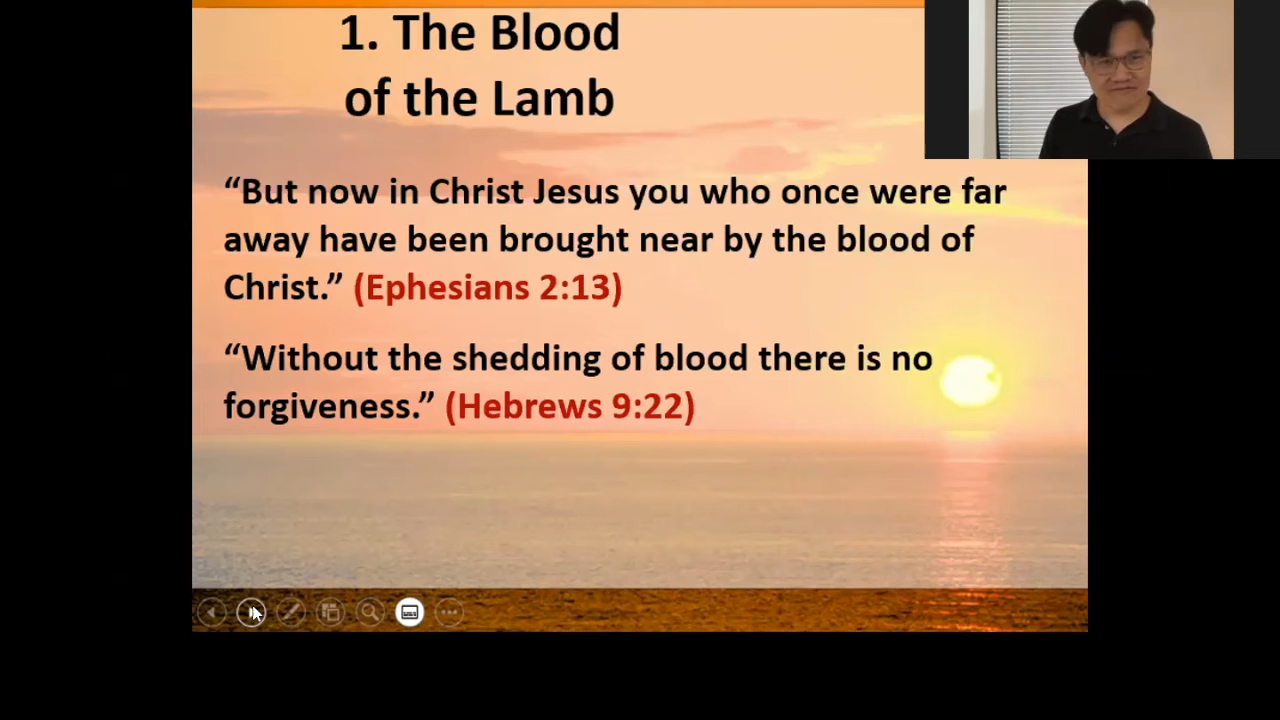 1. The Blood
of the Lamb
“But now in Christ Jesus you who once were far
away have been brought near by the blood of
Christ.” (Ephesians 2:13)
“Without the shedding of blood there is no
forgiveness.” (Hebrews 9:22)